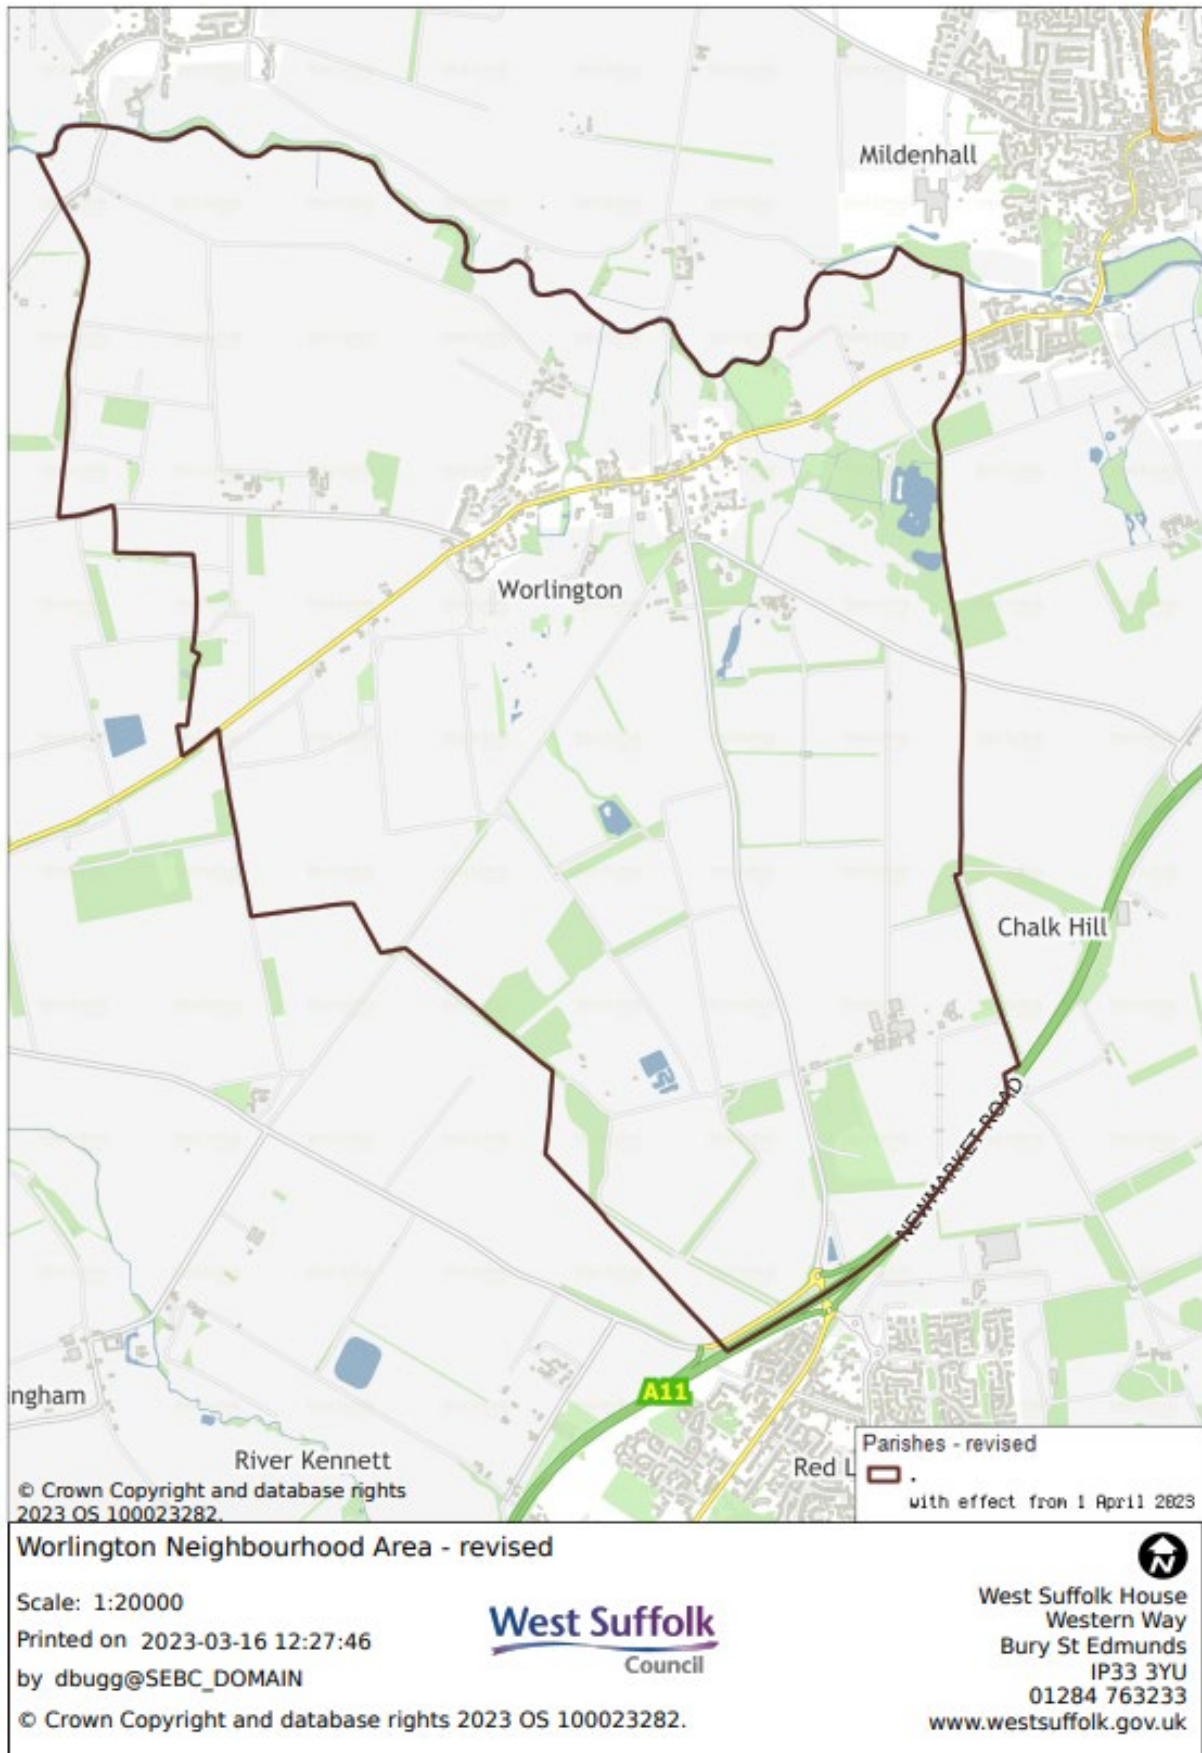 Mildenhall
Worlington
Chalk Hill
NEWMARKET ROAD
A11
ingham
River Kennett
Red L
© Crown Copyright and database rights
2023 OS 100023282.
Parishes - revised
.
with effect from 1 April 2023
Worlington Neighbourhood Area - revised
Scale: 1:20000
Printed on 2023-03-16 12:27:46
by dbugg@SEBC_DOMAIN
© Crown Copyright and database rights 2023 OS 100023282.
West Suffolk
Council
N
West Suffolk House
Western Way
Bury St Edmunds
IP33 3YU
01284 763233
www.westsuffolk.gov.uk